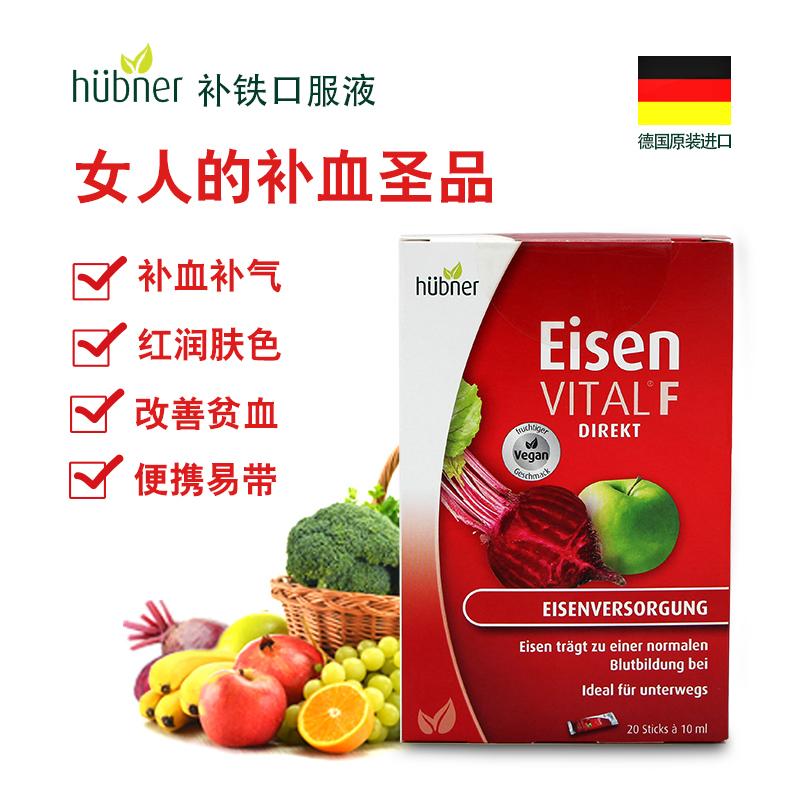 hübner 补铁口服液
德国原装进口
女人的补血圣品
补血补气
红润肤色
改善贫血
便携易带
hübner
Eisen
VITAL® F
DIREKT
fruchtiger
Vegan
Geschmack
EISENVERSORGUNG
Eisen trägt zu einer normalen
Blutbildung bei
Ideal für unterwegs
20 Sticks à 10 ml